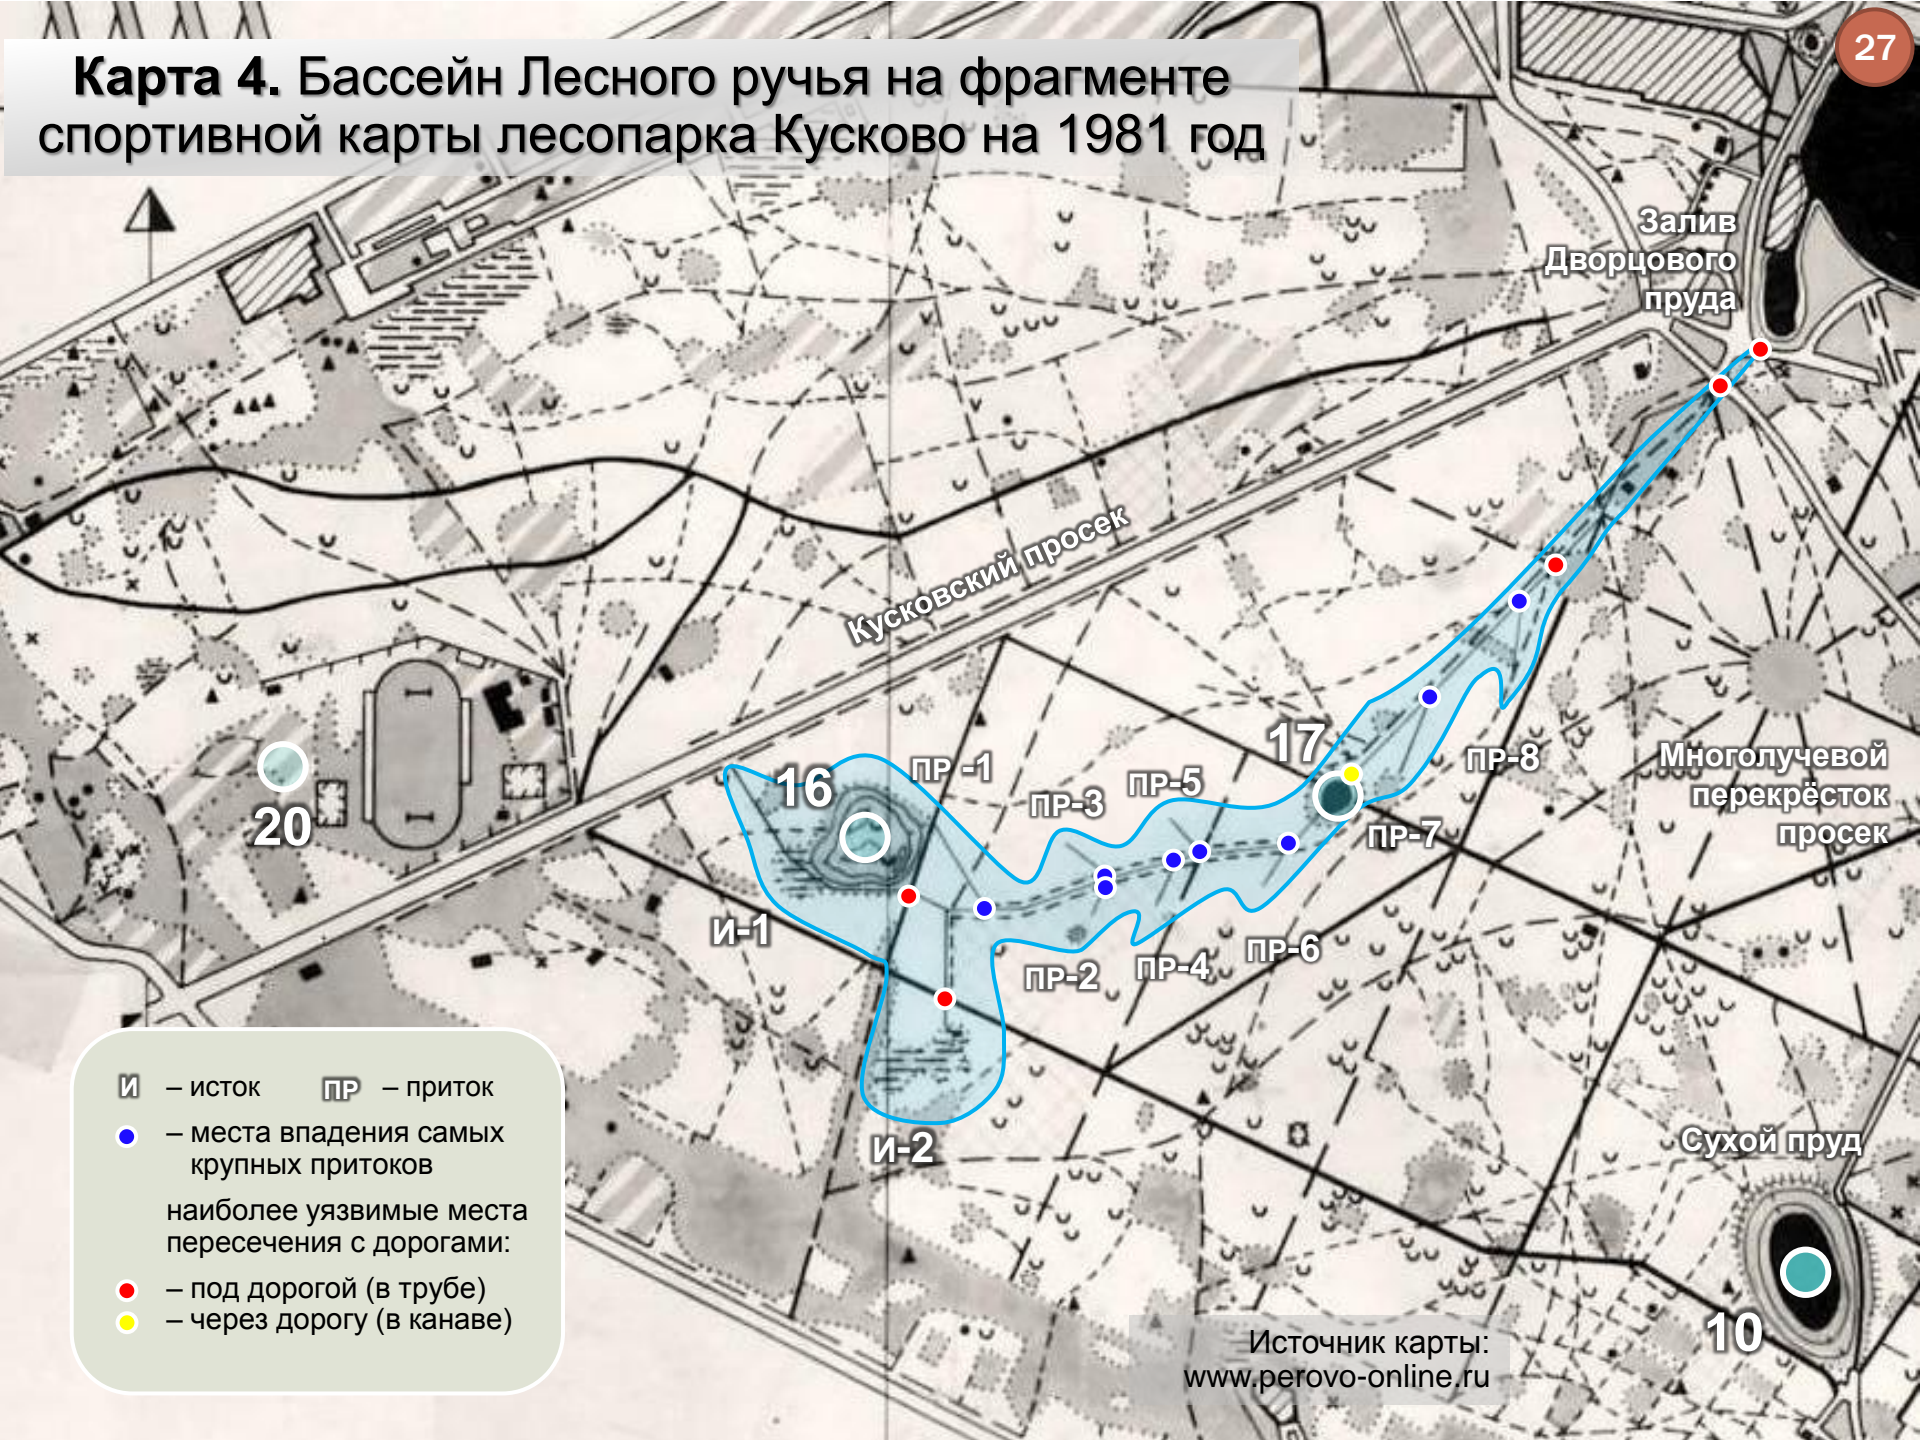 27
Карта 4. Бассейн Лесного ручья на фрагменте
спортивной карты лесопарка Кусково на 1981 год
Залив
Дворцового
пруда
Кусковский просек
16
ПР -1
17
ПР-3
ПР-5
ПР-8
Многолучевой
перекрёсток
просек
20
ПР-7
И-1
ПР-2
ПР-4
ПР-6
И-2
Сухой пруд
10
И – исток ПР – приток
– места впадения самых
крупных притоков
наиболее уязвимые места
пересечения с дорогами:
– под дорогой (в трубе)
– через дорогу (в канаве)
Источник карты:
www.perovo-online.ru